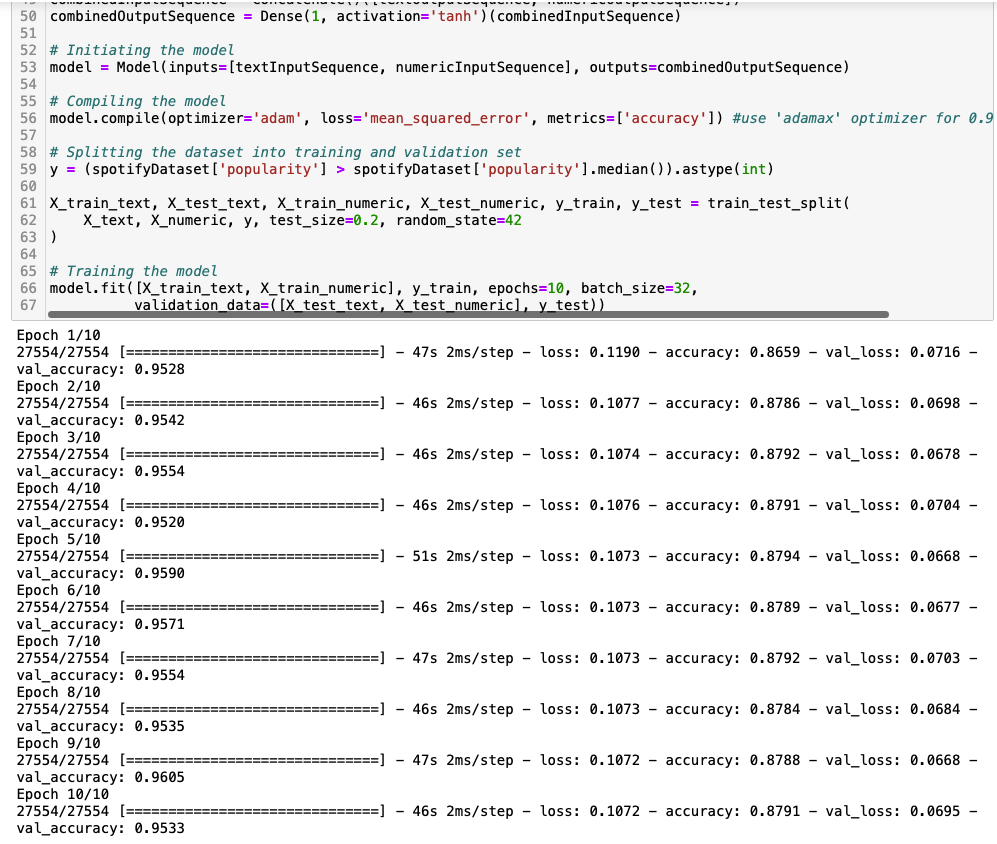 50 combinedOutputSequence = Dense(1, activation='tanh')(combinedInputSequence)
51
52 # Initiating the model
53 model = Model(inputs=[textInputSequence, numericInputSequence], outputs=combinedOutputSequence)
54
55 # Compiling the model
56 model.compile(optimizer='adam', loss='mean_squared_error', metrics=['accuracy']) #use 'adamax' optimizer for 0.9
57
58 # Splitting the dataset into training and validation set
59 y = (spotifyDataset['popularity'] > spotifyDataset['popularity'].median()).astype(int)
60
61 X_train_text, X_test_text, X_train_numeric, X_test_numeric, y_train, y_test = train_test_split(
62     X_text, X_numeric, y, test_size=0.2, random_state=42
63 )
64
65 # Training the model
66 model.fit([X_train_text, X_train_numeric], y_train, epochs=10, batch_size=32,
67           validation_data=([X_test_text, X_test_numeric], y_test))
Epoch 1/10
27554/27554 [==============================] - 47s 2ms/step - loss: 0.1190 - accuracy: 0.8659 - val_loss: 0.0716 -
val_accuracy: 0.9528
Epoch 2/10
27554/27554 [==============================] - 46s 2ms/step - loss: 0.1077 - accuracy: 0.8786 - val_loss: 0.0698 -
val_accuracy: 0.9542
Epoch 3/10
27554/27554 [==============================] - 46s 2ms/step - loss: 0.1074 - accuracy: 0.8792 - val_loss: 0.0678 -
val_accuracy: 0.9554
Epoch 4/10
27554/27554 [==============================] - 46s 2ms/step - loss: 0.1076 - accuracy: 0.8791 - val_loss: 0.0704 -
val_accuracy: 0.9520
Epoch 5/10
27554/27554 [==============================] - 51s 2ms/step - loss: 0.1073 - accuracy: 0.8794 - val_loss: 0.0668 -
val_accuracy: 0.9590
Epoch 6/10
27554/27554 [==============================] - 46s 2ms/step - loss: 0.1073 - accuracy: 0.8789 - val_loss: 0.0677 -
val_accuracy: 0.9571
Epoch 7/10
27554/27554 [==============================] - 47s 2ms/step - loss: 0.1073 - accuracy: 0.8792 - val_loss: 0.0703 -
val_accuracy: 0.9554
Epoch 8/10
27554/27554 [==============================] - 46s 2ms/step - loss: 0.1073 - accuracy: 0.8784 - val_loss: 0.0684 -
val_accuracy: 0.9535
Epoch 9/10
27554/27554 [==============================] - 47s 2ms/step - loss: 0.1072 - accuracy: 0.8788 - val_loss: 0.0668 -
val_accuracy: 0.9605
Epoch 10/10
27554/27554 [==============================] - 46s 2ms/step - loss: 0.1072 - accuracy: 0.8791 - val_loss: 0.0695 -
val_accuracy: 0.9533